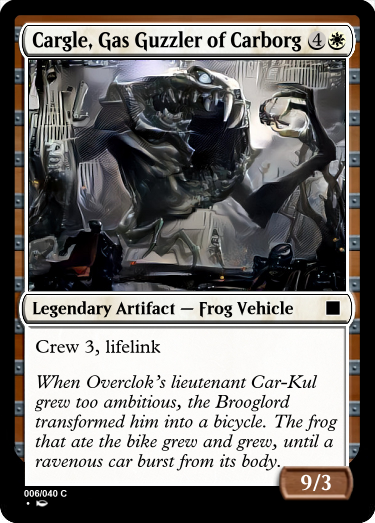 Cargle, Gas Guzzler of Carborg 4
Legendary Artifact — Frog Vehicle
Crew 3, lifelink
When Overclok's lieutenant Car-Kul
grew too ambitious, the Brooglord
transformed him into a bicycle. The frog
that ate the bike grew and grew, until a
ravenous car burst from its body.
9/3
006/040 C